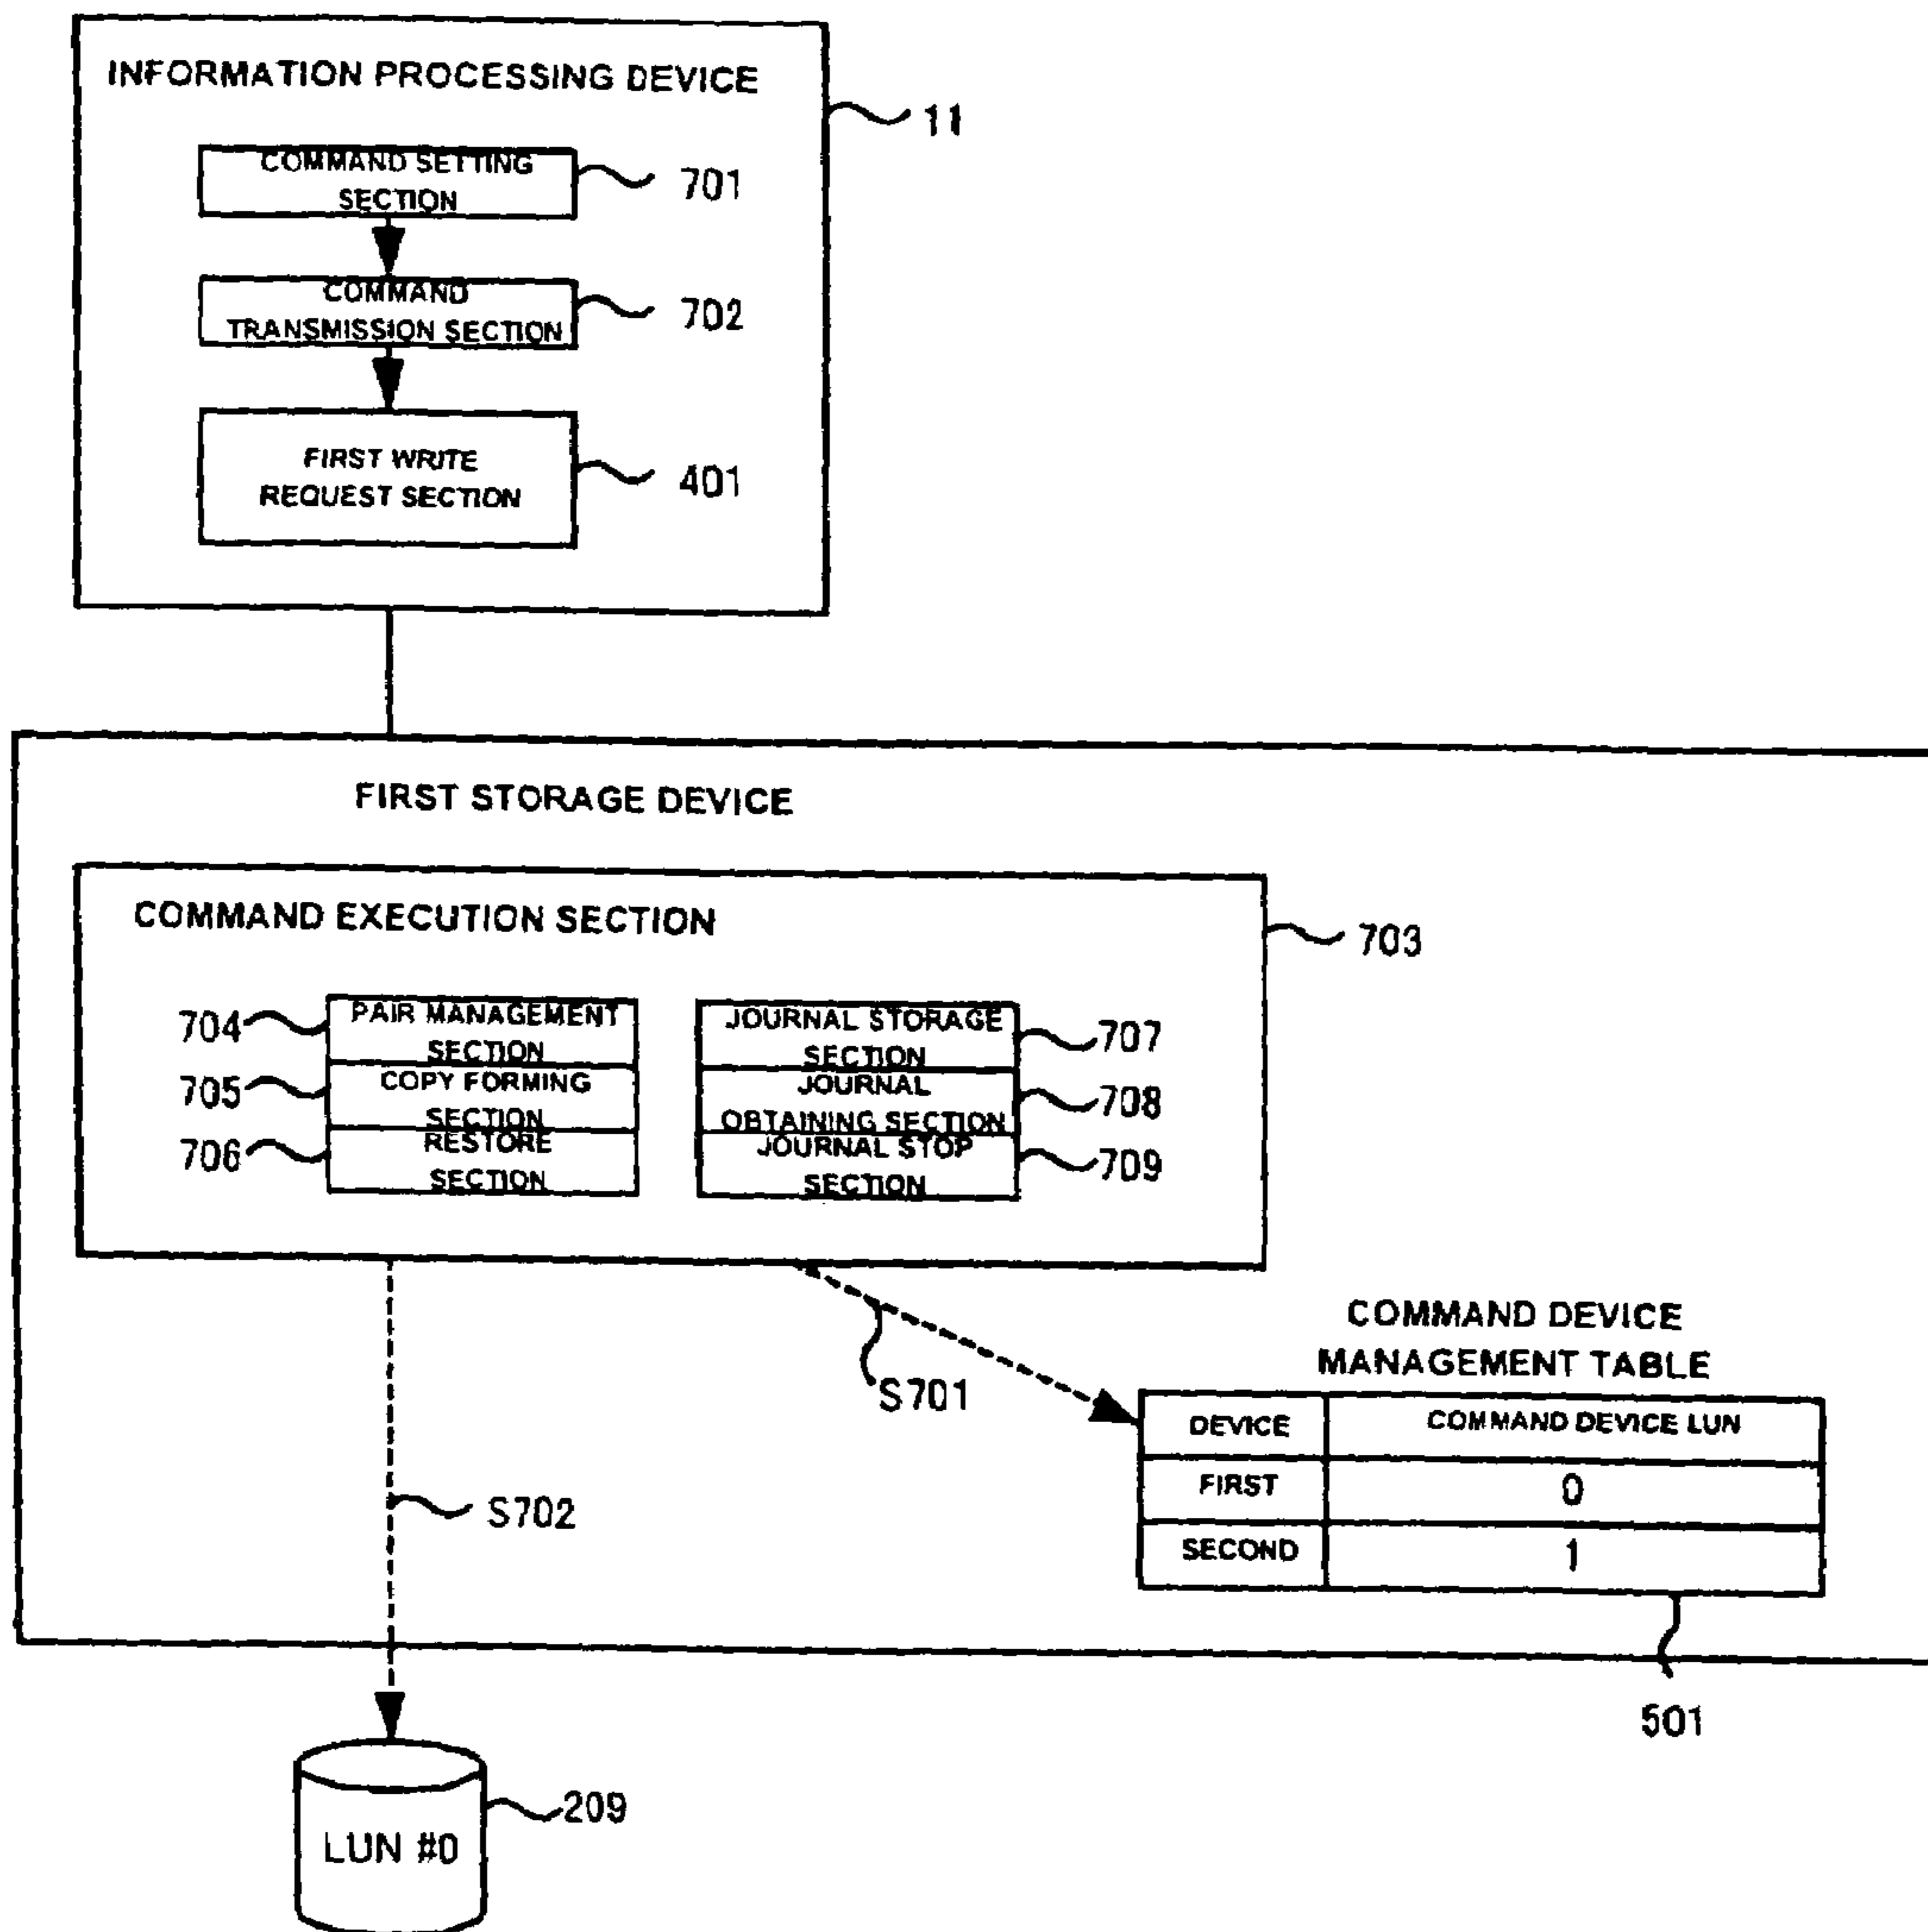 INFORMATION PROCESSING DEVICE
11
COMMAND SETTING
SECTION
701
COMMAND
TRANSMISSION SECTION
702
FIRST WRITE
REQUEST SECTION
401
FIRST STORAGE DEVICE
COMMAND EXECUTION SECTION
703
704
PAIR MANAGEMENT
SECTION
705
COPY FORMING
SECTION
706
RESTORE
SECTION
JOURNAL STORAGE
SECTION
707
JOURNAL
OBTAINING SECTION
708
JOURNAL STOP
SECTION
709
S701
S702
COMMAND DEVICE
MANAGEMENT TABLE
DEVICE COMMAND DEVICE LUN
FIRST 0
SECOND 1
501
209
LUN #0